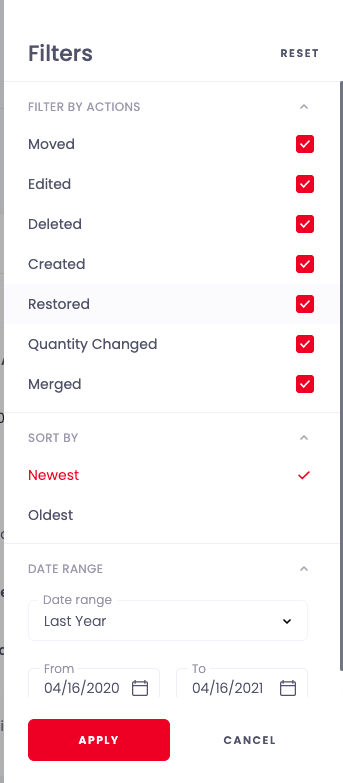 Filters
RESET
FILTER BY ACTIONS
Moved
Edited
Deleted
Created
Restored
Quantity Changed
Merged
SORT BY
Newest
Oldest
DATE RANGE
Date range
Last Year
From To
04/16/2020 04/16/2021
APPLY CANCEL